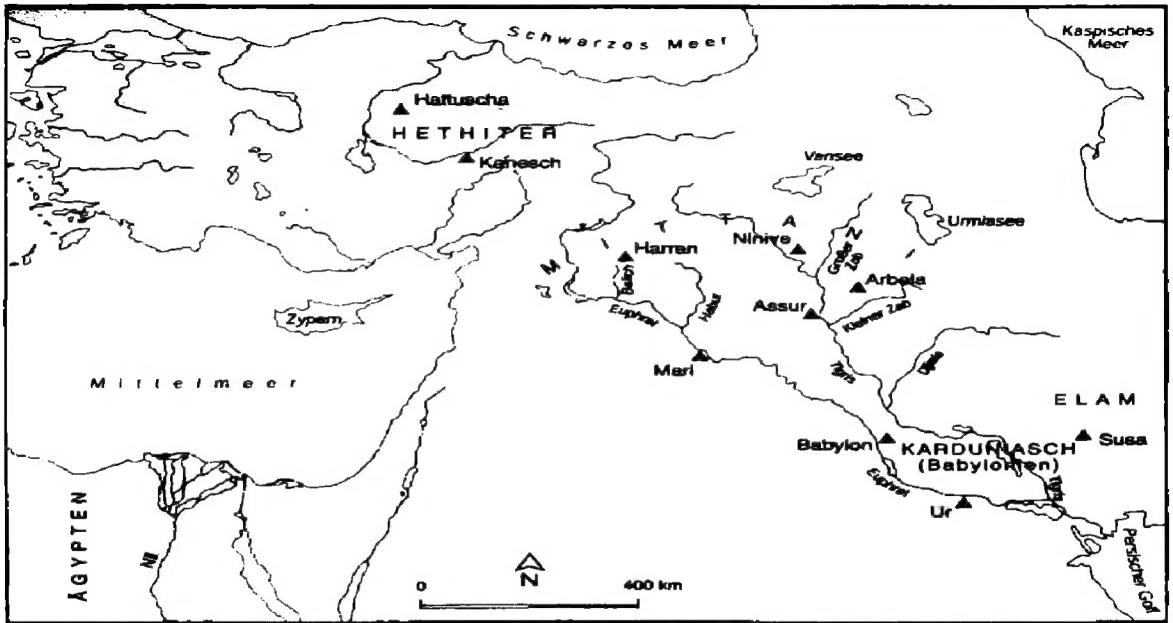 Schwarzes Meer
Kaspisches
Meer
Hattuscha
HETHITER
Kanesch
Vansee
Urmiasee
MITTANI
Harran
Ninive
Großer
Zab
Arbela
Balich
Habur
Euphrat
Assur
Kleiner Zab
Zypern
Mari
Tigris
Dijala
Mittelmeer
ELAM
Babylon
KARDUNIASCH
(Babylonien)
Susa
Euphrat
Tigris
Ur
ÄGYPTEN
Nil
N
0
400 km
Persischer Golf